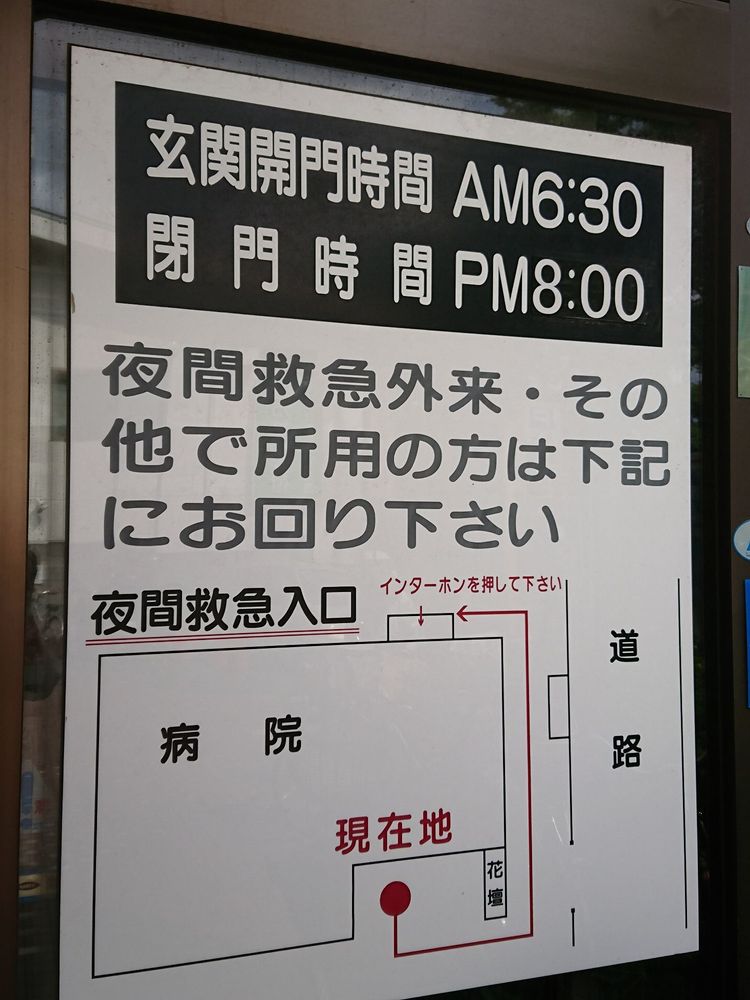 玄関開門時間 AM6:30
閉門時間 PM8:00
夜間救急外来・その
他で所用の方は下記
にお回り下さい
インターホンを押して下さい
夜間救急入口
道路
病院
現在地
花壇